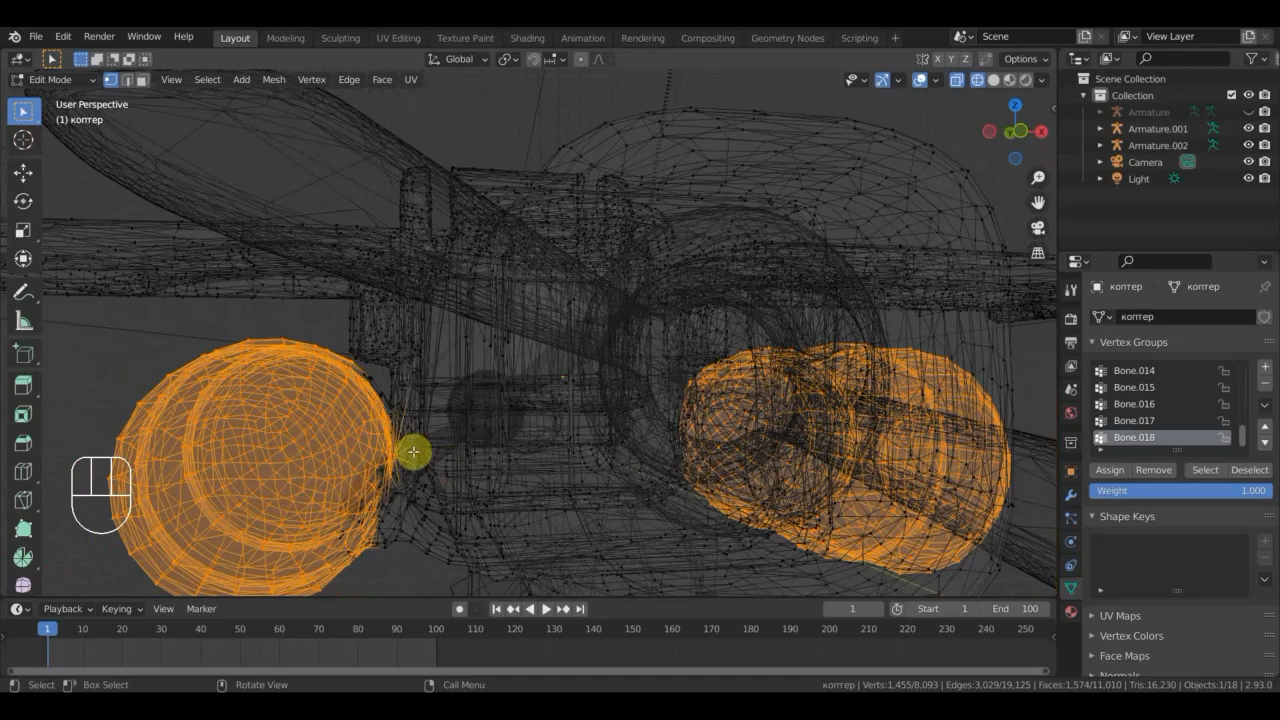 File Edit Render Window Help Layout Modeling Sculpting UV Editing Texture Paint Shading Animation Rendering Compositing Geometry Nodes Scripting + Scene View Layer
Global X Y Z Options
Edit Mode View Select Add Mesh Vertex Edge Face UV
User Perspective
(1) коптер
Z
X
Y
Scene Collection
Collection
Armature
Armature.001
Armature.002
Camera
Light
коптер коптер
коптер
Vertex Groups
Bone.014
Bone.015
Bone.016
Bone.017
Bone.018
Assign Remove Select Deselect
Weight 1.000
Shape Keys
UV Maps
Vertex Colors
Face Maps
Normals
Playback Keying View Marker 1 Start 1 End 100
1 10 20 30 40 50 60 70 80 90 100 110 120 130 140 150 160 170 180 190 200 210 220 230 240 250
Select Box Select Rotate View Call Menu коптер | Verts:1,455/8,093 | Edges:3,029/19,125 | Faces:1,574/11,010 | Tris:16,230 | Objects:1/18 | 2.93.0